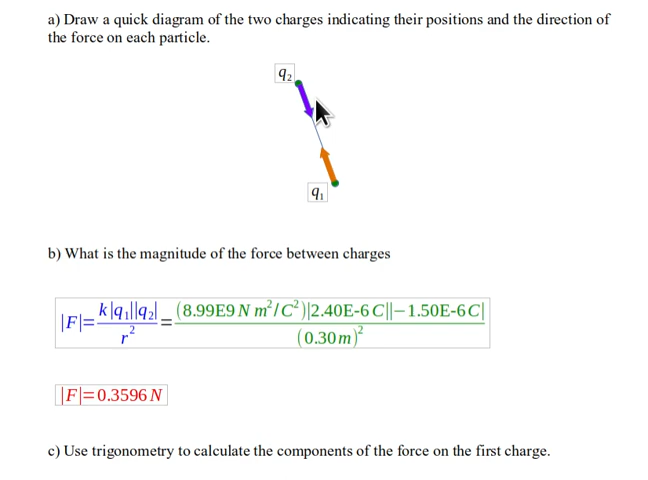 a) Draw a quick diagram of the two charges indicating their positions and the direction of
the force on each particle.
q₂
q₁
b) What is the magnitude of the force between charges
|F|= k|q₁||q₂| / r² = (8.99E9 N m²/C²)|2.40E-6 C||−1.50E-6 C| / (0.30 m)²
|F|=0.3596 N
c) Use trigonometry to calculate the components of the force on the first charge.